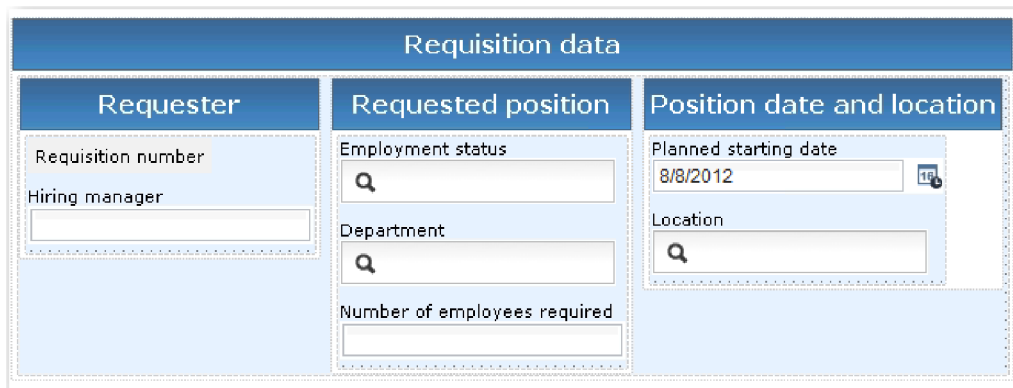 Requisition data
Requester
Requisition number
Hiring manager
Requested position
Employment status
Department
Number of employees required
Position date and location
Planned starting date
8/8/2012
16
Location